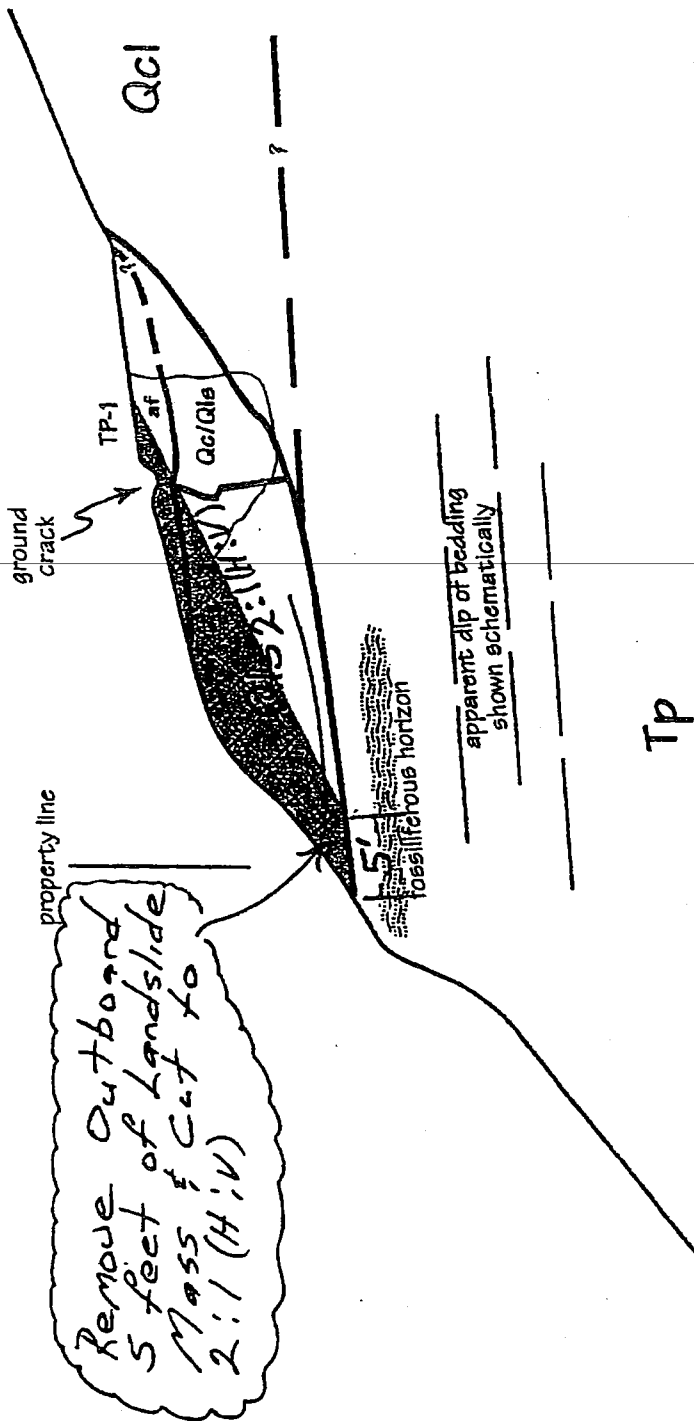 Remove Outboard
5 feet of Landslide
Mass & Cut to
2:1 (H:V)
property line
ground
crack
TP-1
af
?
Qc/Qls
Qcl
?
2:1(H:V)
5'
fossiliferous horizon
apparent dip of bedding
shown schematically
Tp